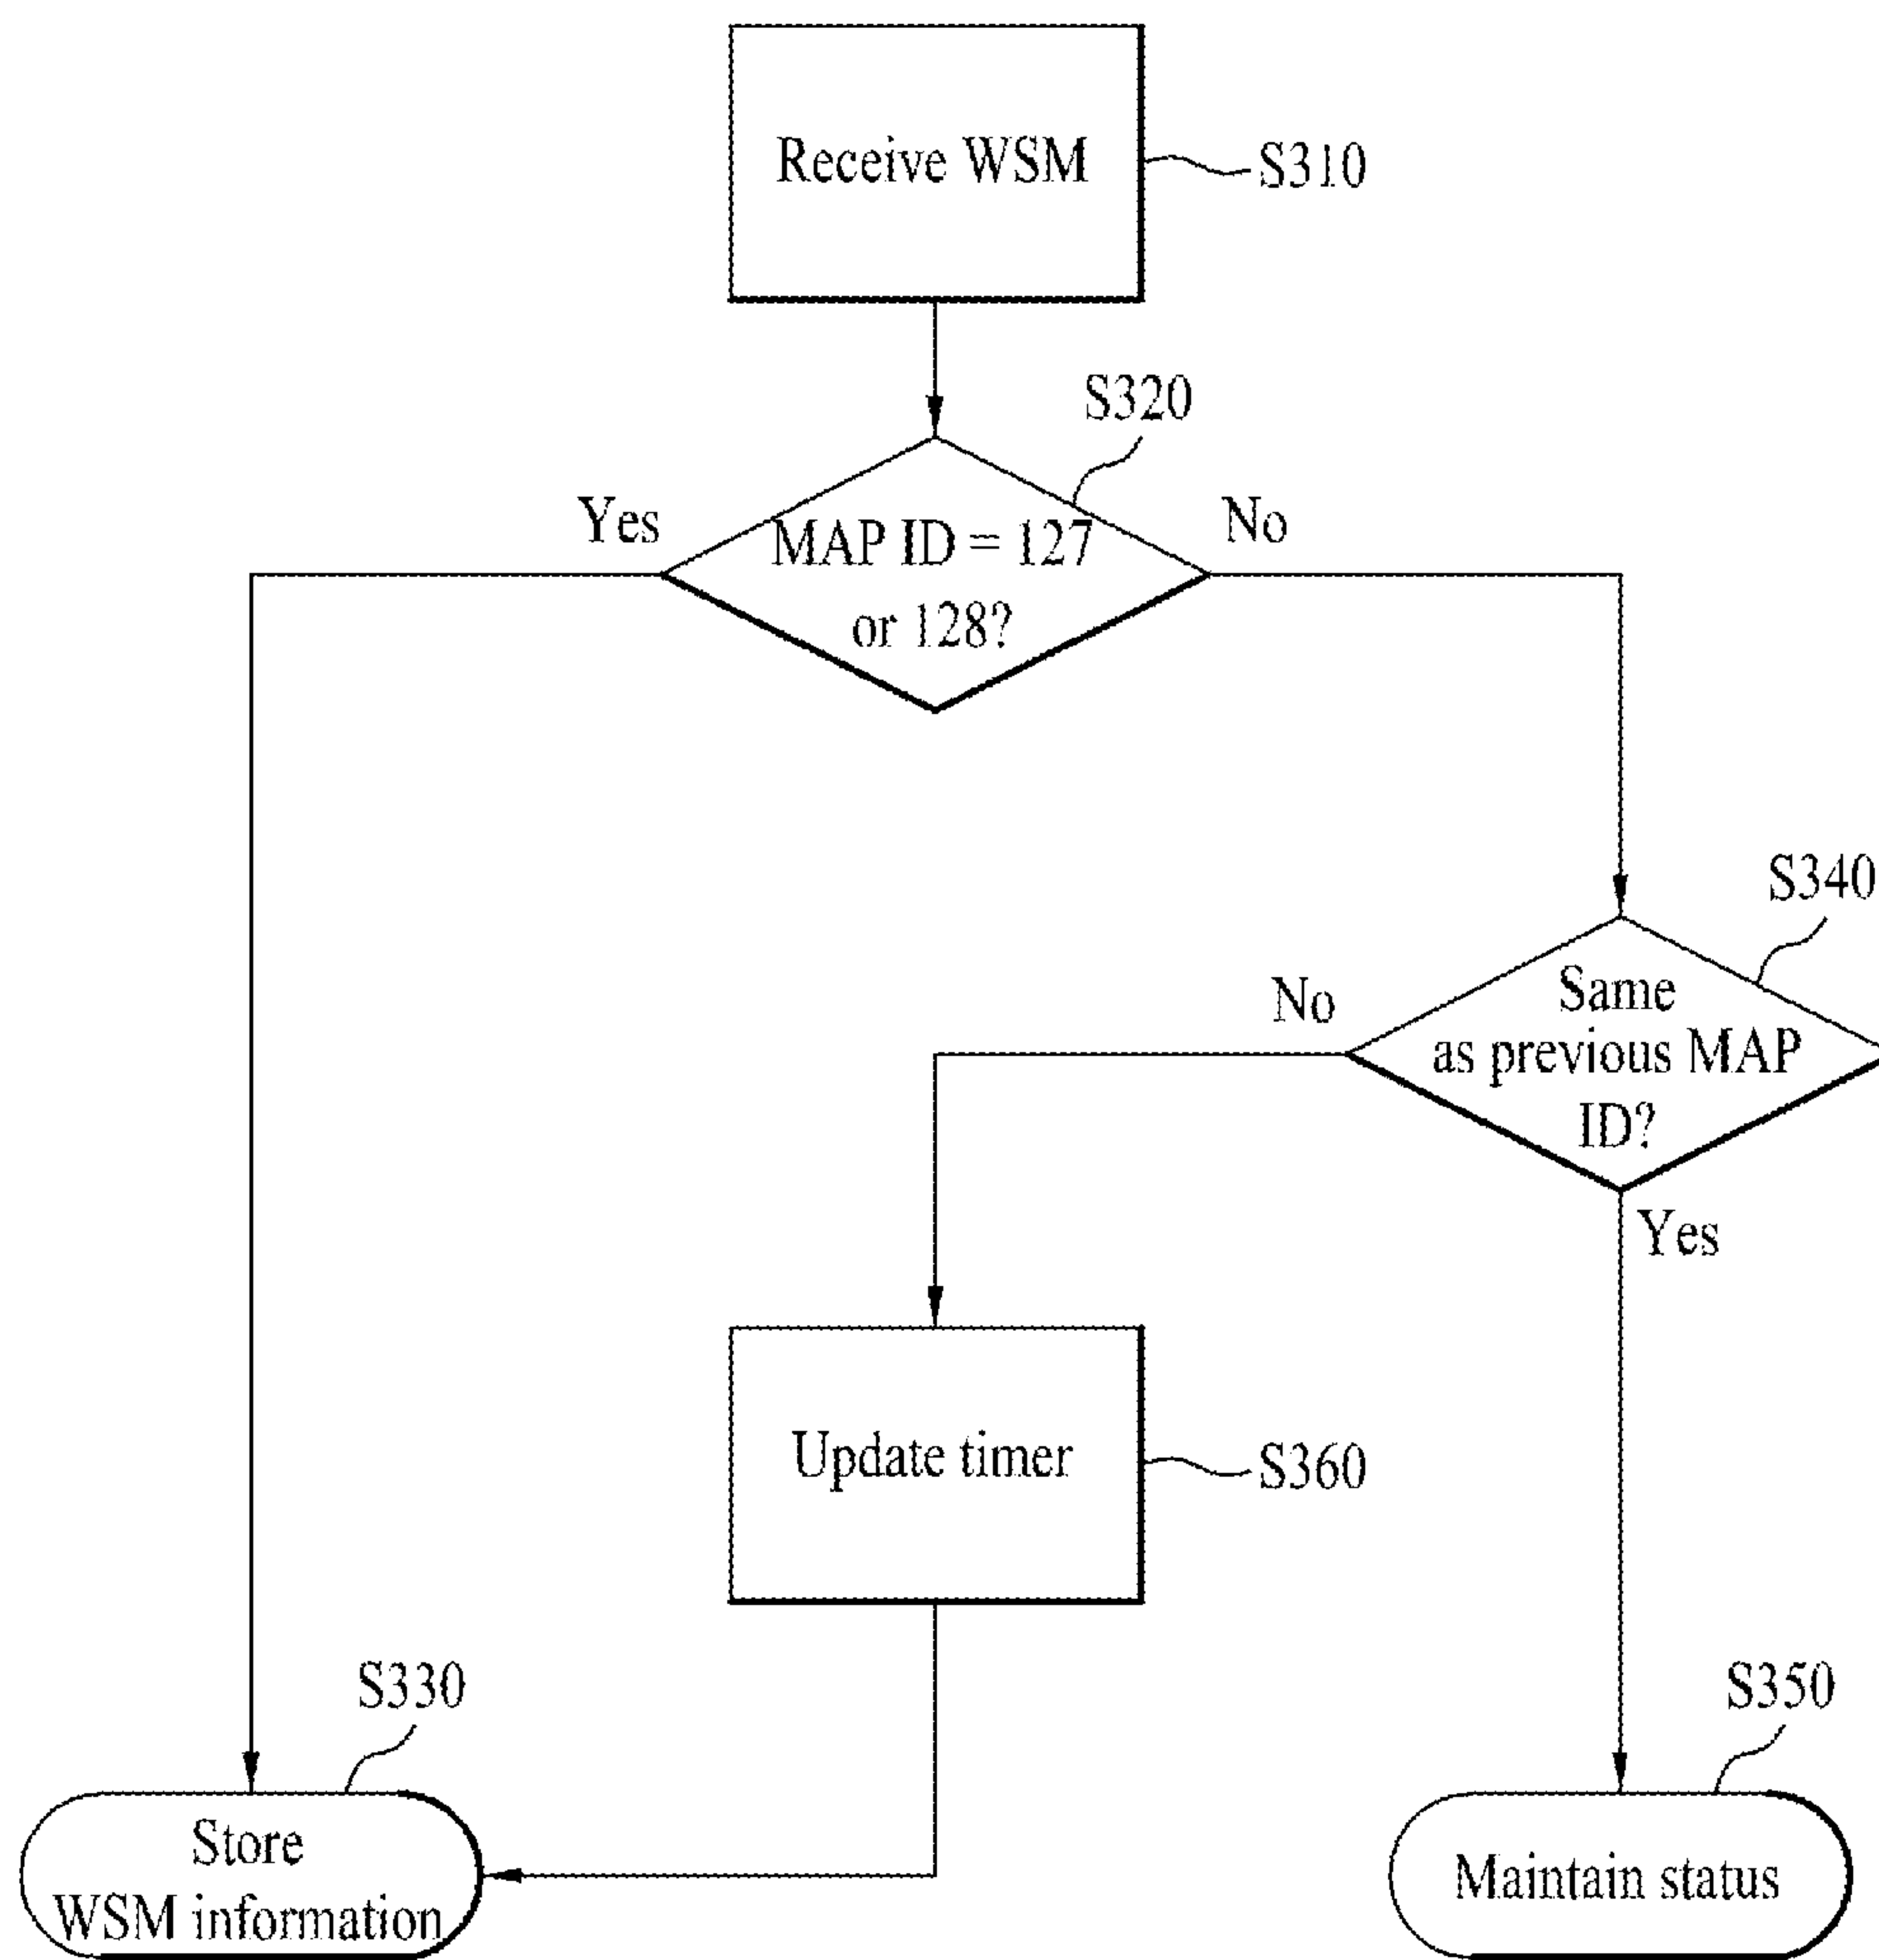 Receive WSM
S310
S320
Yes
No
MAP ID = 127
or 128?
S340
No
Same
as previous MAP
ID?
Yes
Update timer
S360
S330
S350
Store
WSM information
Maintain status